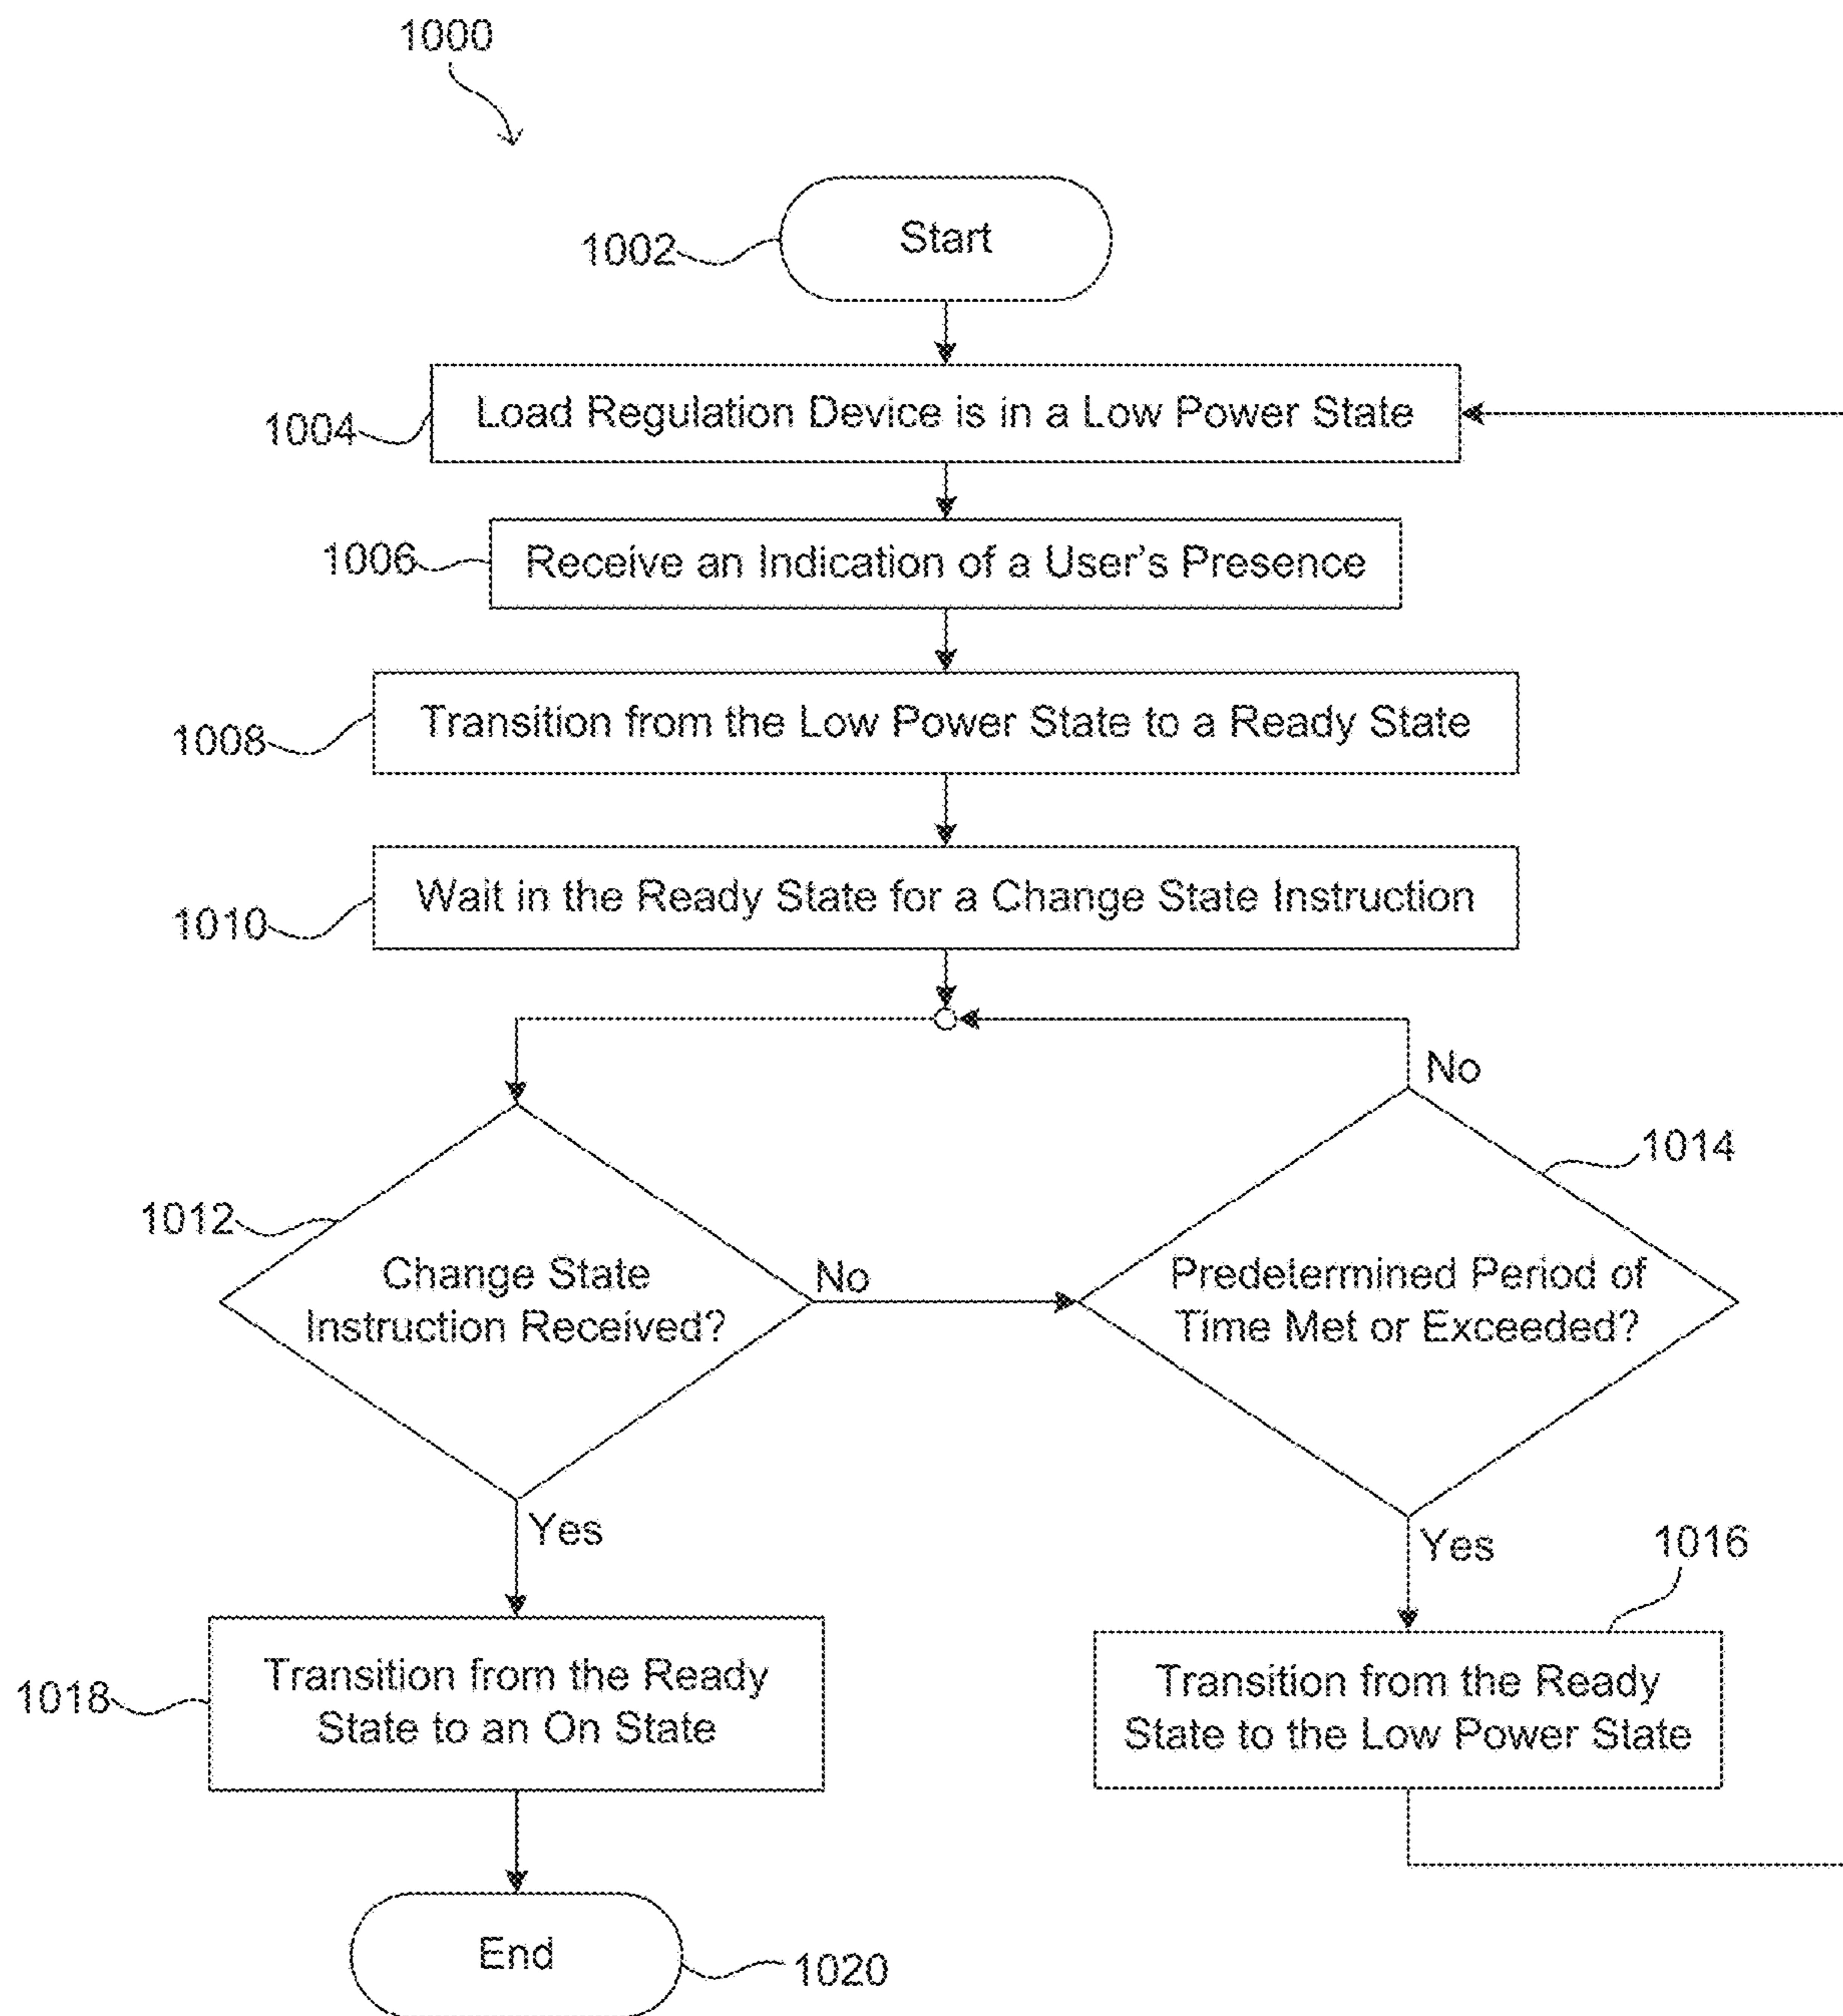 1000
Start
1002
Load Regulation Device is in a Low Power State
1004
Receive an Indication of a User's Presence
1006
Transition from the Low Power State to a Ready State
1008
Wait in the Ready State for a Change State Instruction
1010
No
1014
1012
Change State
Instruction Received?
No
Predetermined Period of
Time Met or Exceeded?
Yes
Yes
1016
Transition from the Ready
State to an On State
1018
Transition from the Ready
State to the Low Power State
End
1020